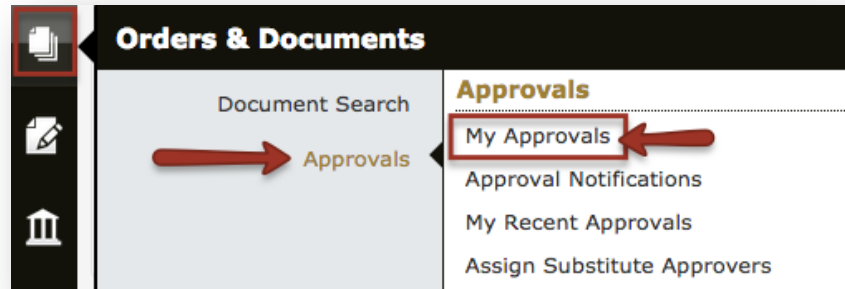 Orders & Documents
Document Search
Approvals
Approvals
My Approvals
Approval Notifications
My Recent Approvals
Assign Substitute Approvers